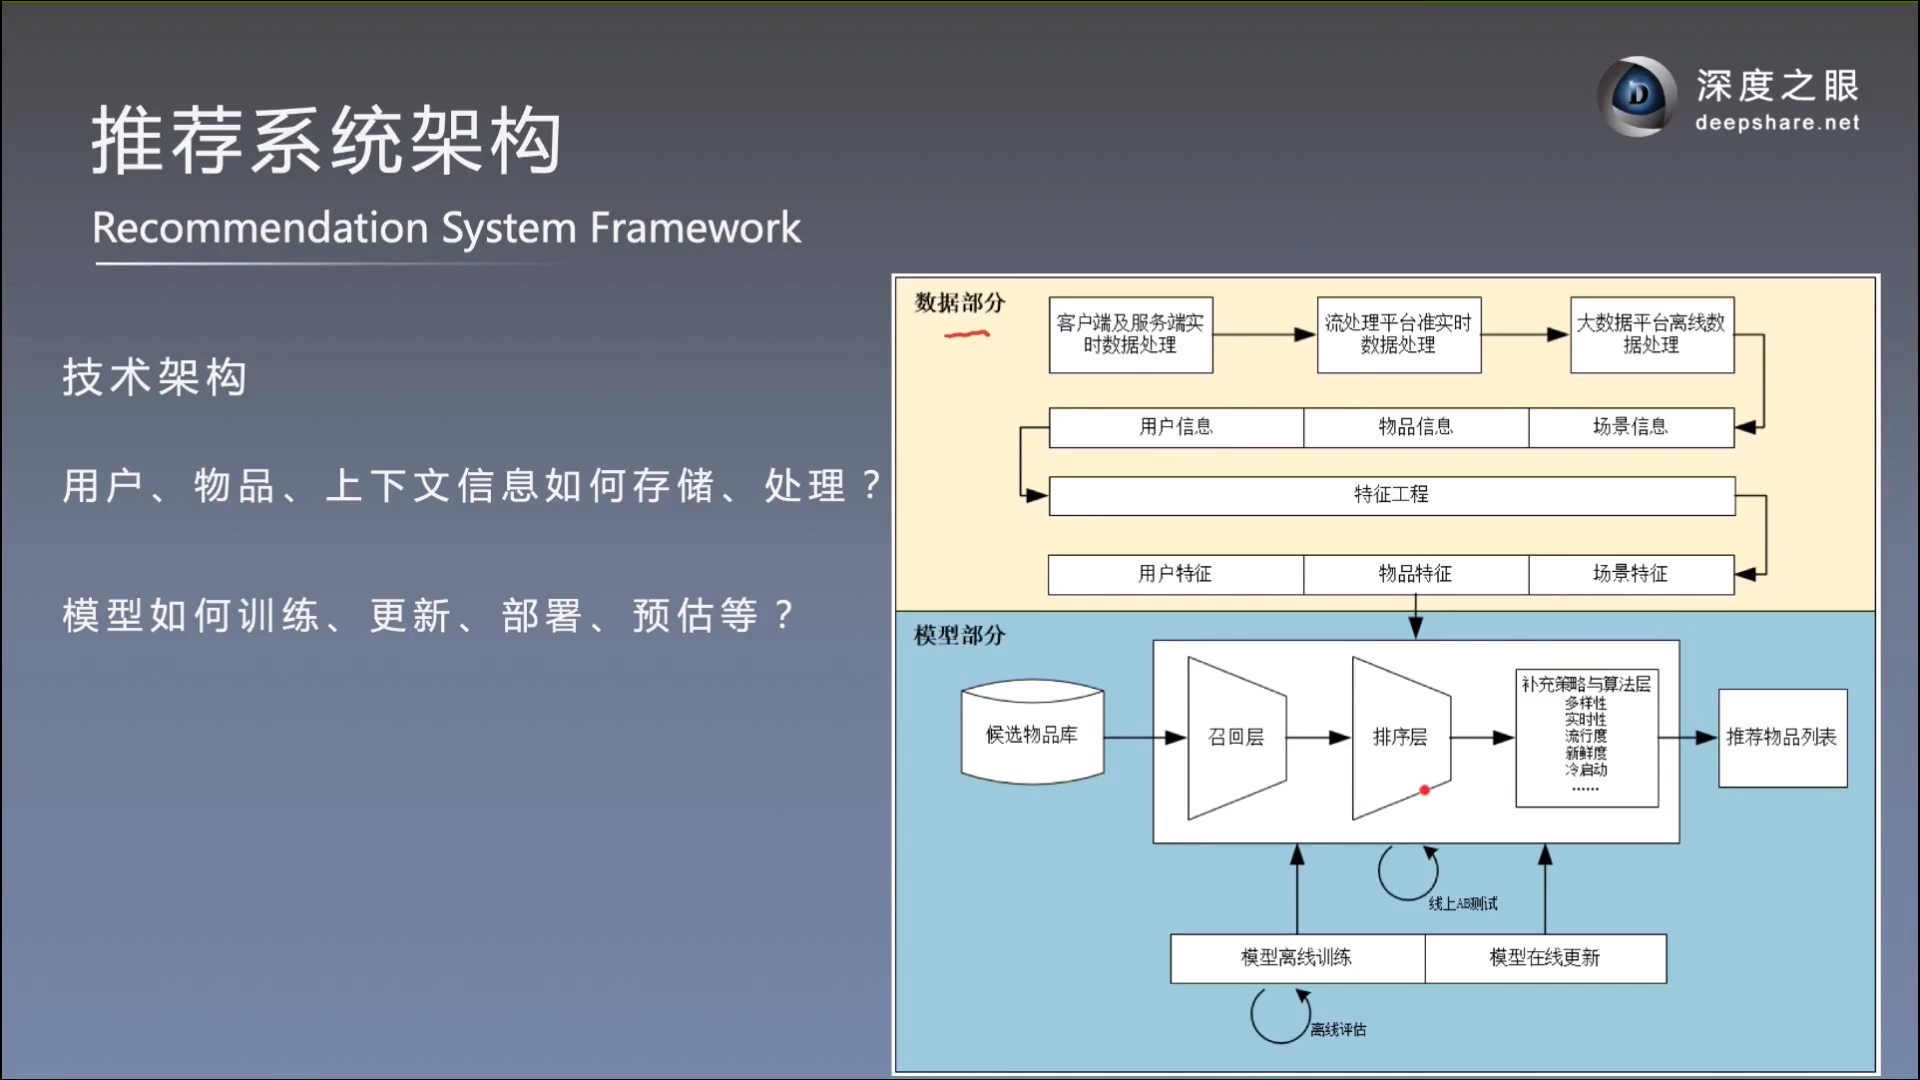 深度之眼
deepshare.net
推荐系统架构
Recommendation System Framework
技术架构
用户、物品、上下文信息如何存储、处理？
模型如何训练、更新、部署、预估等？
数据部分
客户端及服务端实
时数据处理
流处理平台准实时
数据处理
大数据平台离线数
据处理
用户信息
物品信息
场景信息
特征工程
用户特征
物品特征
场景特征
模型部分
候选物品库
召回层
排序层
补充策略与算法层
多样性
实时性
流行度
新鲜度
冷启动
......
推荐物品列表
线上AB测试
模型离线训练
模型在线更新
离线评估